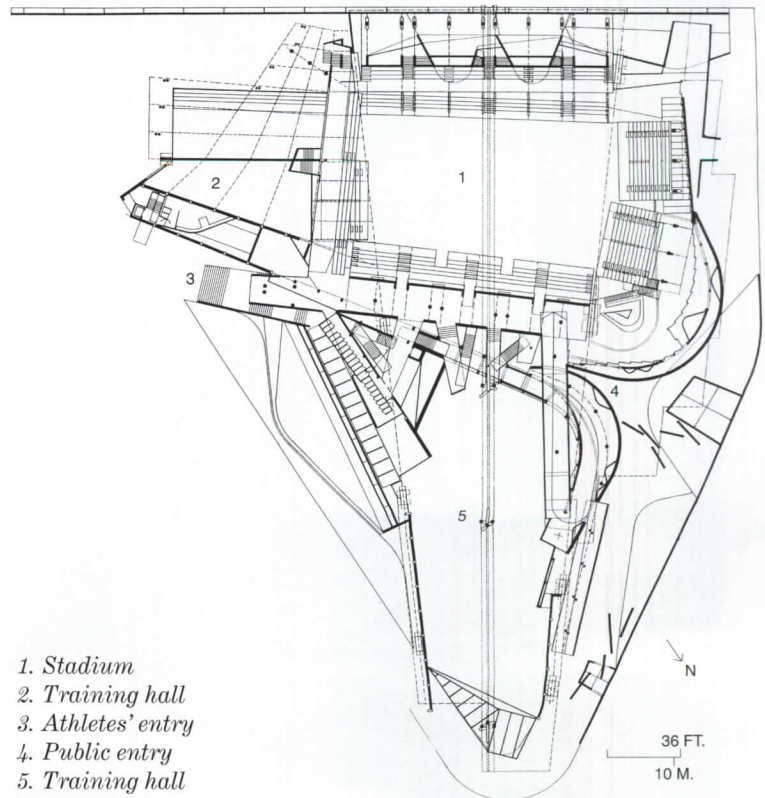 1
2
3
4
5
N
36 FT.
10 M.
1. Stadium
2. Training hall
3. Athletes' entry
4. Public entry
5. Training hall